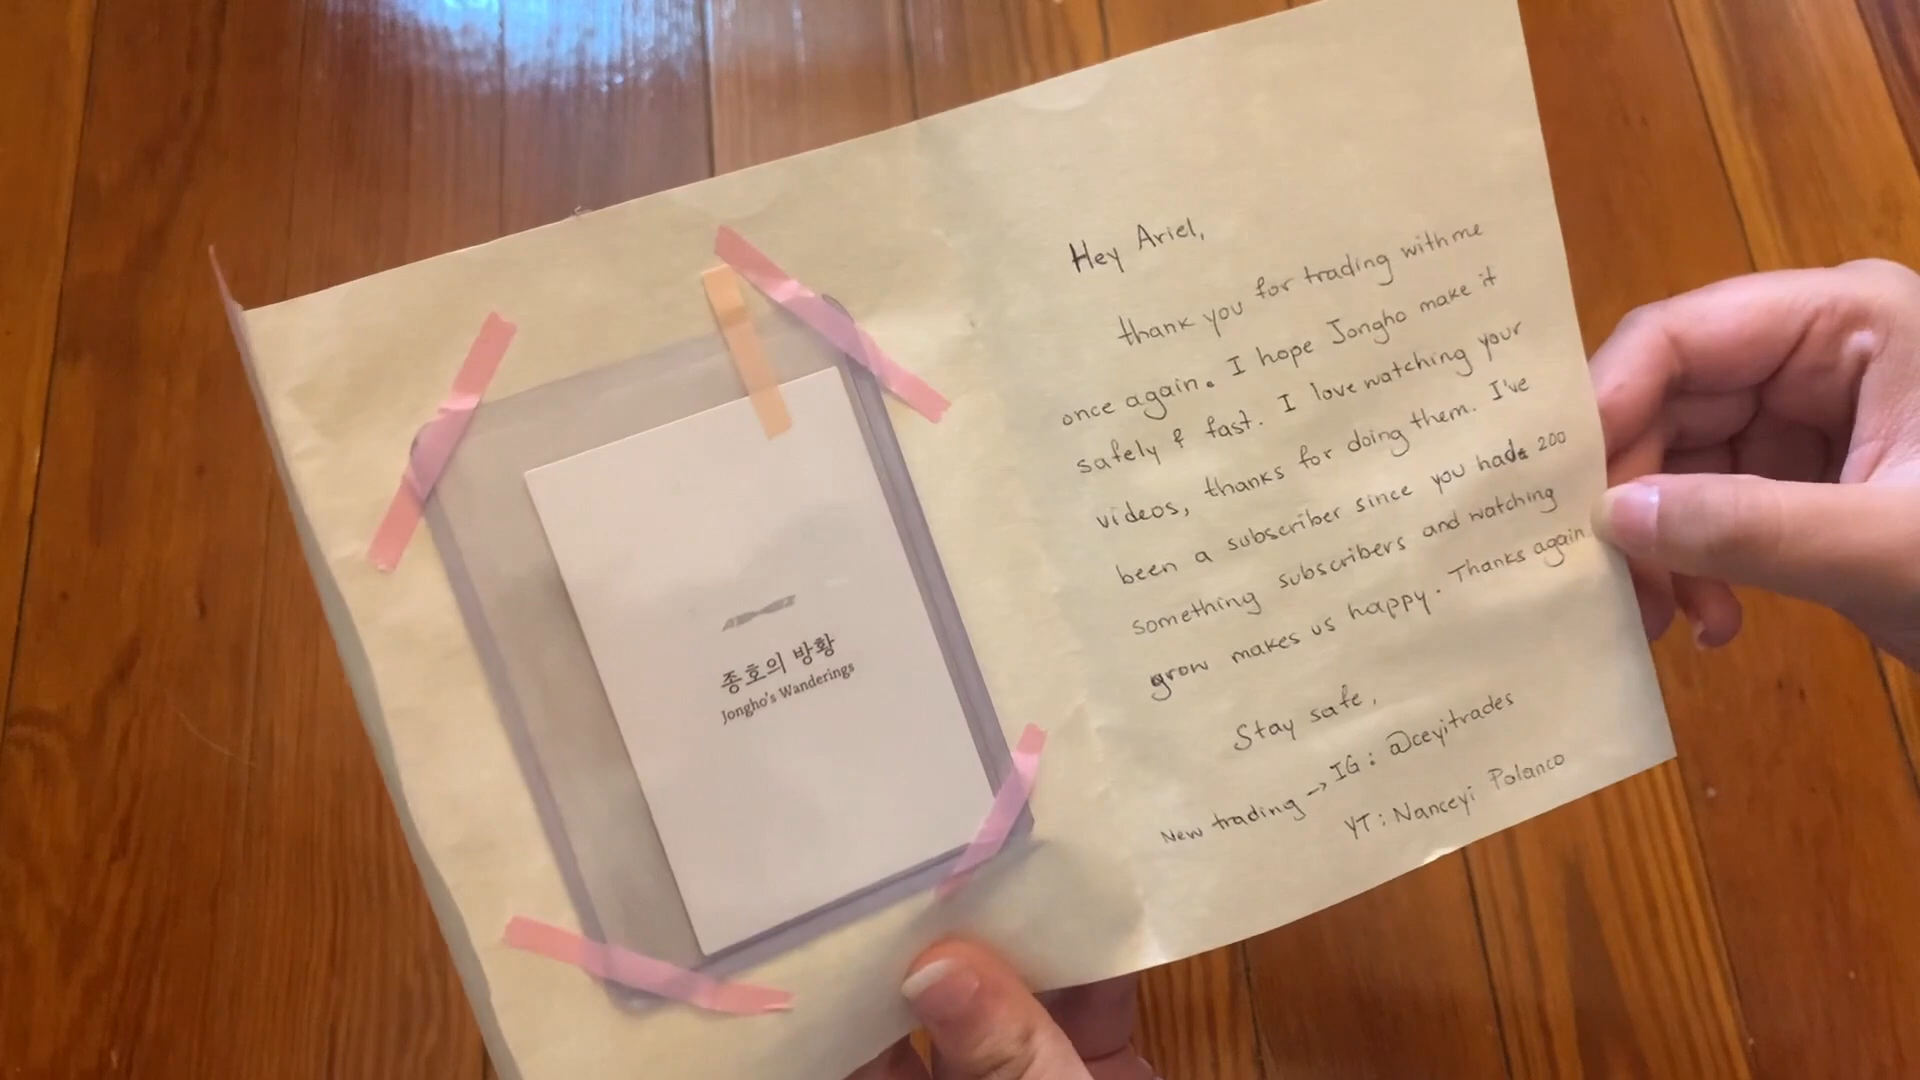 ATEEZ
종호의 방황
Jongho's Wanderings
Hey Ariel,
thank you for trading with me
once again. I hope Jongho make it
safely & fast. I love watching your
videos, thanks for doing them. I've
been a subscriber since you had 200
something subscribers and watching
grow makes us happy. Thanks again
Stay safe,
New trading → IG: @ceyitrades
YT: Nanceyi Polanco